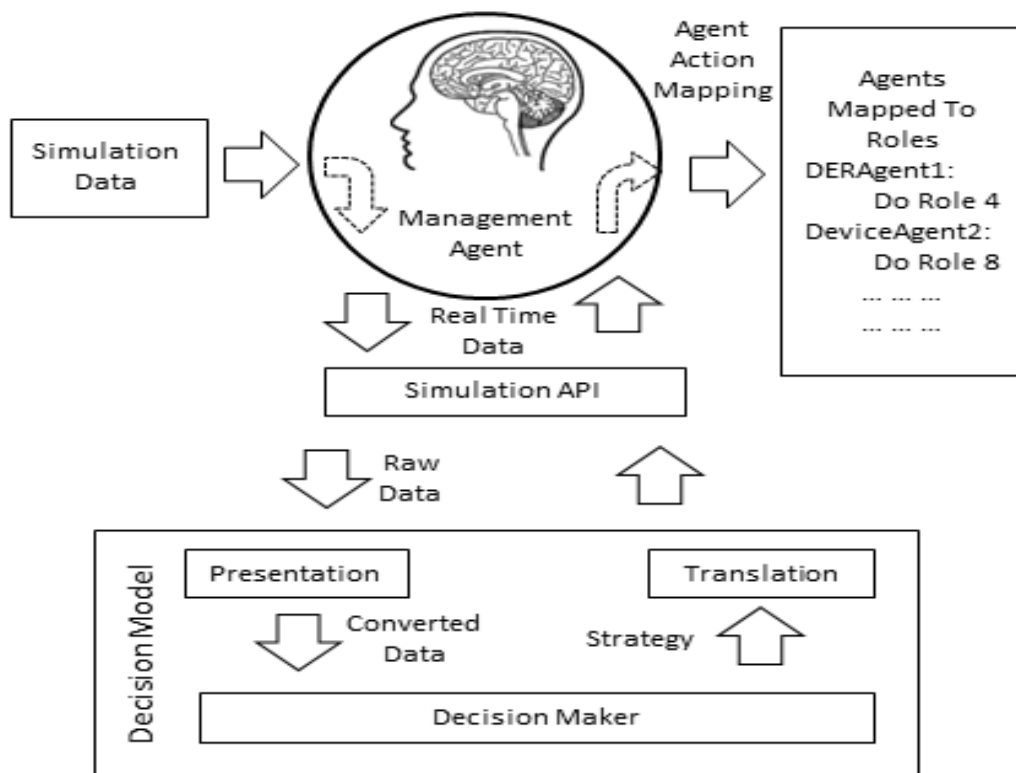 Simulation
Data
Management
Agent
Agent
Action
Mapping
Agents
Mapped To
Roles
DERAgent1:
Do Role 4
DeviceAgent2:
Do Role 8
... ... ...
... ... ...
Real Time
Data
Simulation API
Raw
Data
Decision Model
Presentation
Translation
Converted
Data
Strategy
Decision Maker